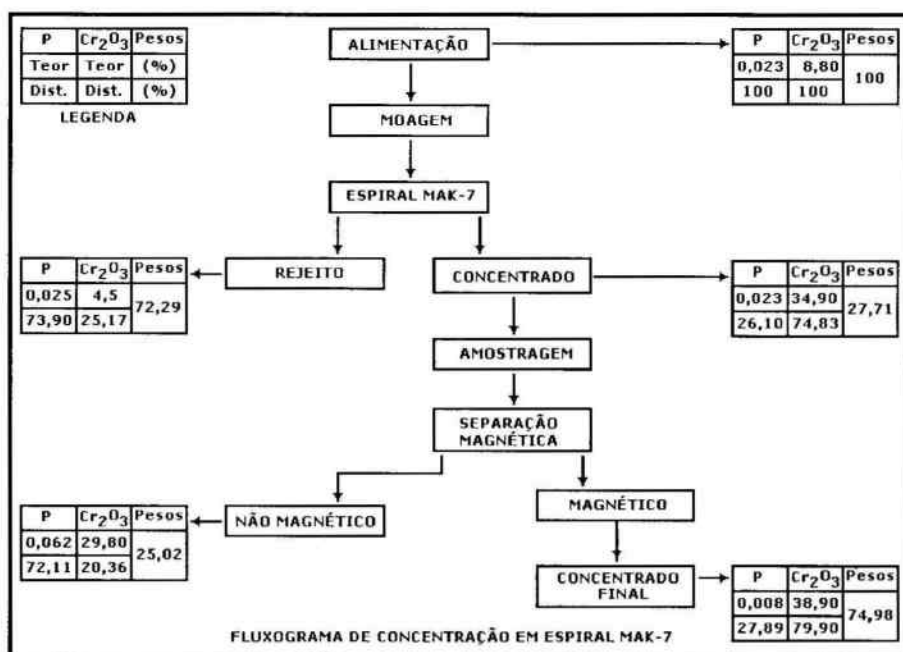 P Cr2O3 Pesos
Teor Teor (%)
Dist. Dist. (%)
LEGENDA
ALIMENTAÇÃO
P Cr2O3 Pesos
0,023 8,80
100
100 100
MOAGEM
ESPIRAL MAK-7
REJEITO
CONCENTRADO
P Cr2O3 Pesos
0,025 4,5
72,29
73,90 25,17
P Cr2O3 Pesos
0,023 34,90
27,71
26,10 74,83
AMOSTRAGEM
SEPARAÇÃO
MAGNÉTICA
NÃO MAGNÉTICO
MAGNÉTICO
P Cr2O3 Pesos
0,062 29,80
25,02
72,11 20,36
CONCENTRADO
FINAL
P Cr2O3 Pesos
0,008 38,90
74,98
27,89 79,90
FLUXOGRAMA DE CONCENTRAÇÃO EM ESPIRAL MAK-7